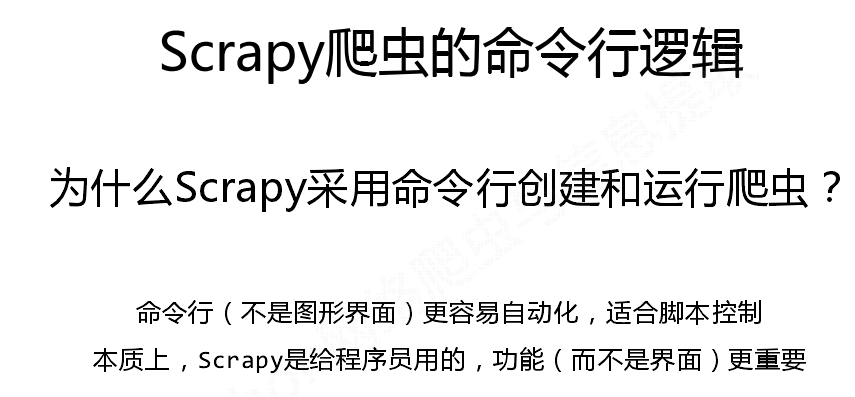 Scrapy爬虫的命令行逻辑
为什么Scrapy采用命令行创建和运行爬虫？
命令行（不是图形界面）更容易自动化，适合脚本控制
本质上，Scrapy是给程序员用的，功能（而不是界面）更重要